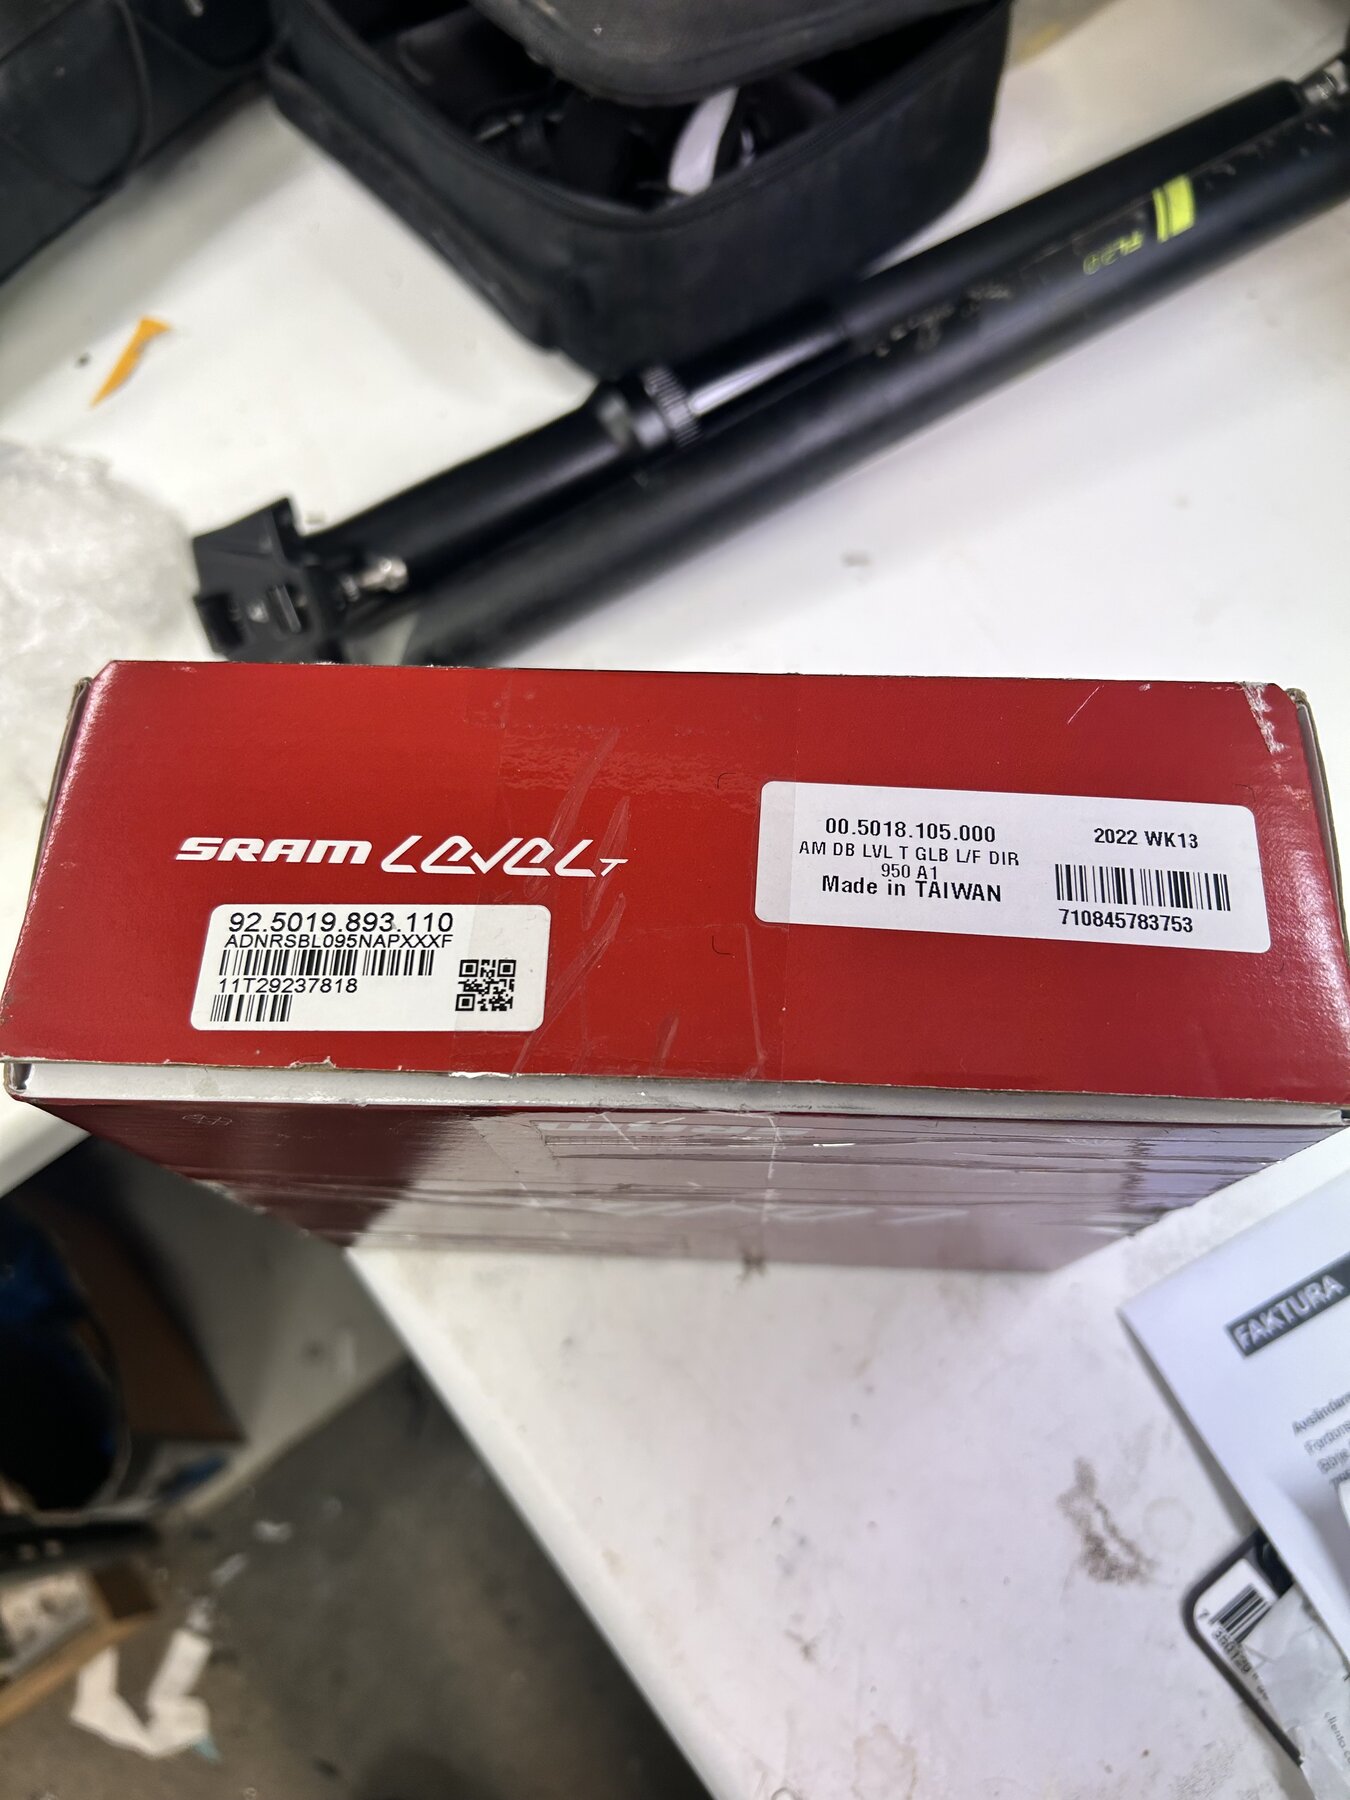 SRAM LEVEL T
92.5019.893.110
ADNRSBL095NAPXXXF
11T29237818
00.5018.105.000
AM DB LVL T GLB L/F DIR
950 A1
Made in TAIWAN
2022 WK13
710845783753
FAKTURA